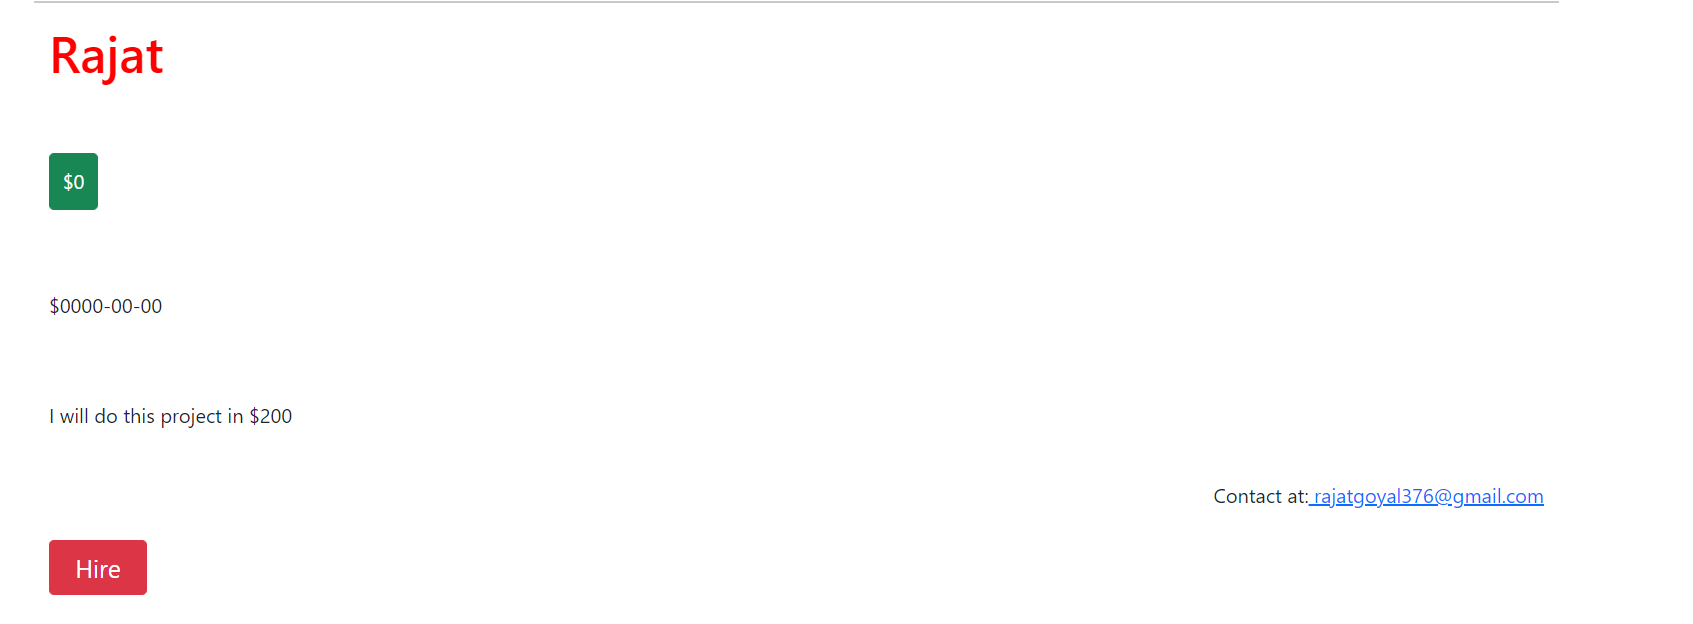 Rajat
$0
$0000-00-00
I will do this project in $200
Contact at: rajatgoyal376@gmail.com
Hire